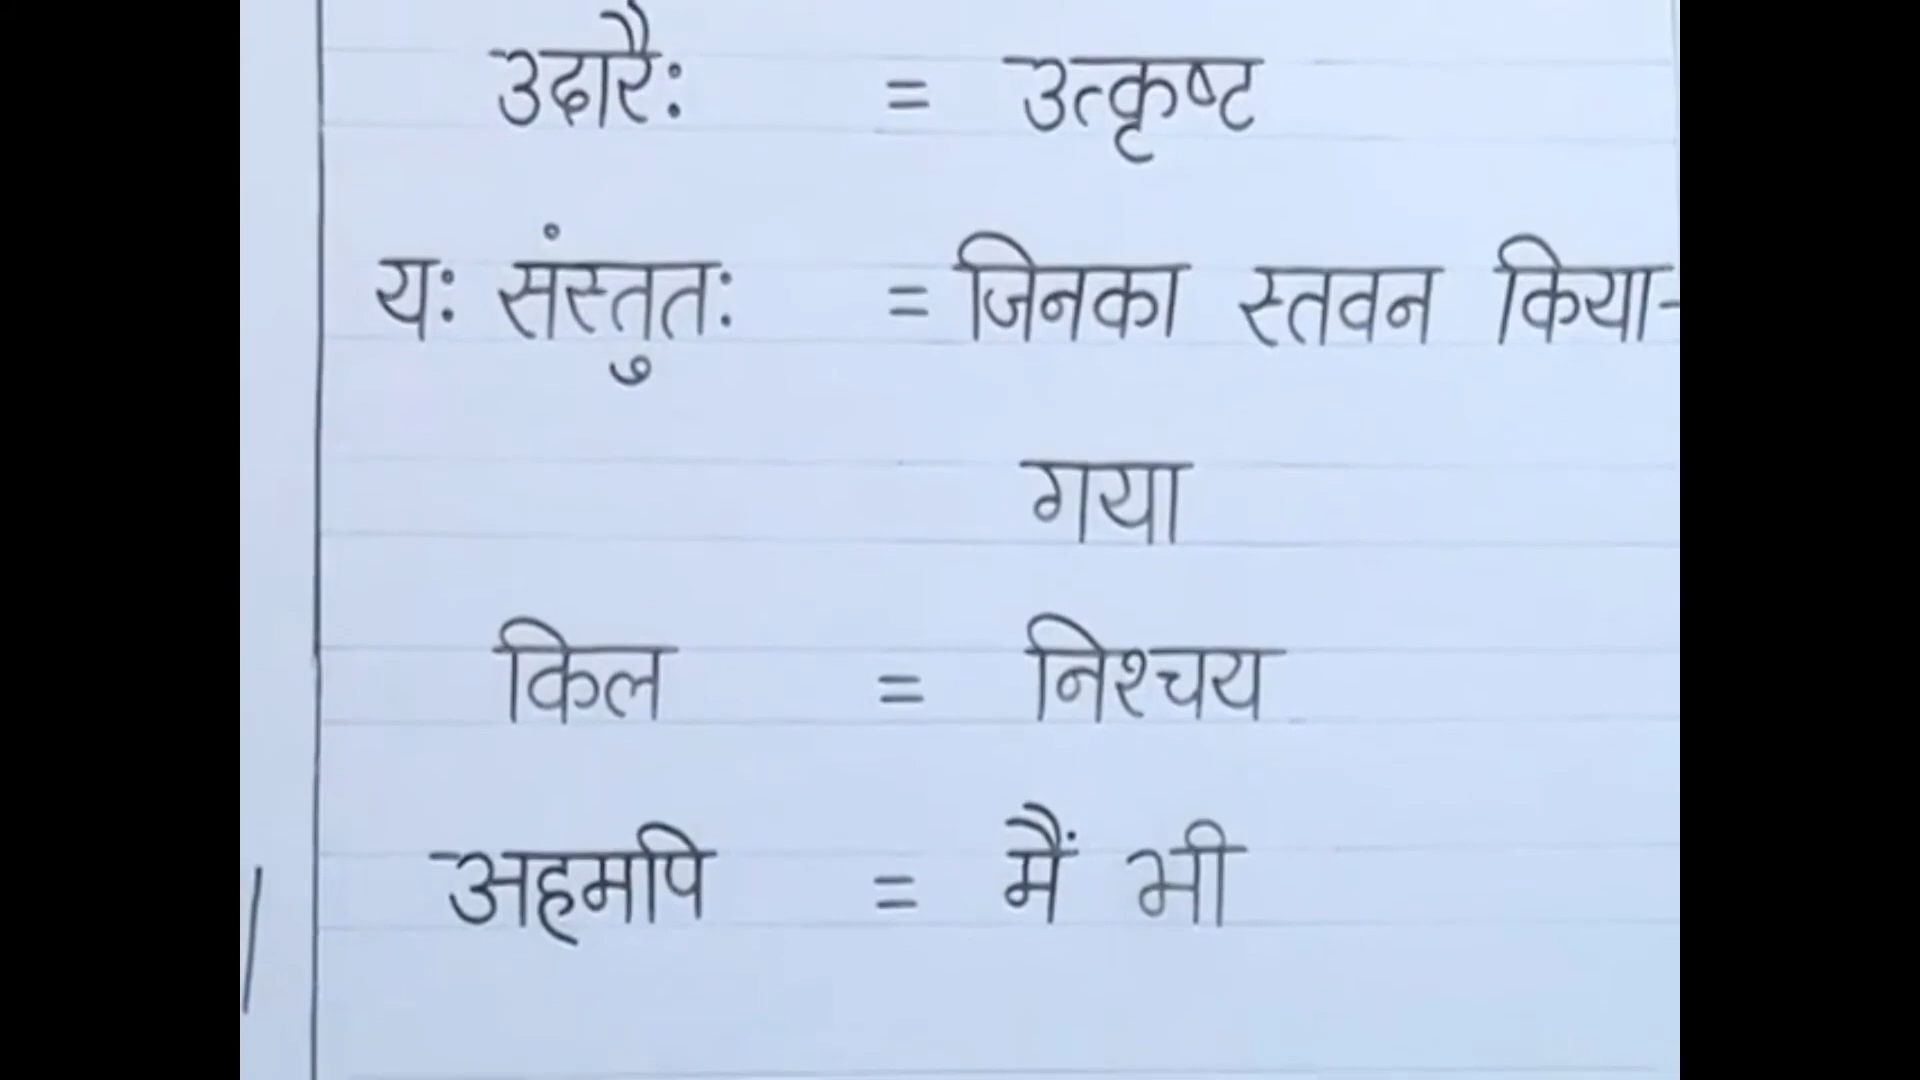 उदारैः = उत्कृष्ट
यः संस्तुतः = जिनका स्तवन किया-
गया
किल = निश्चय
अहमपि = मैं भी